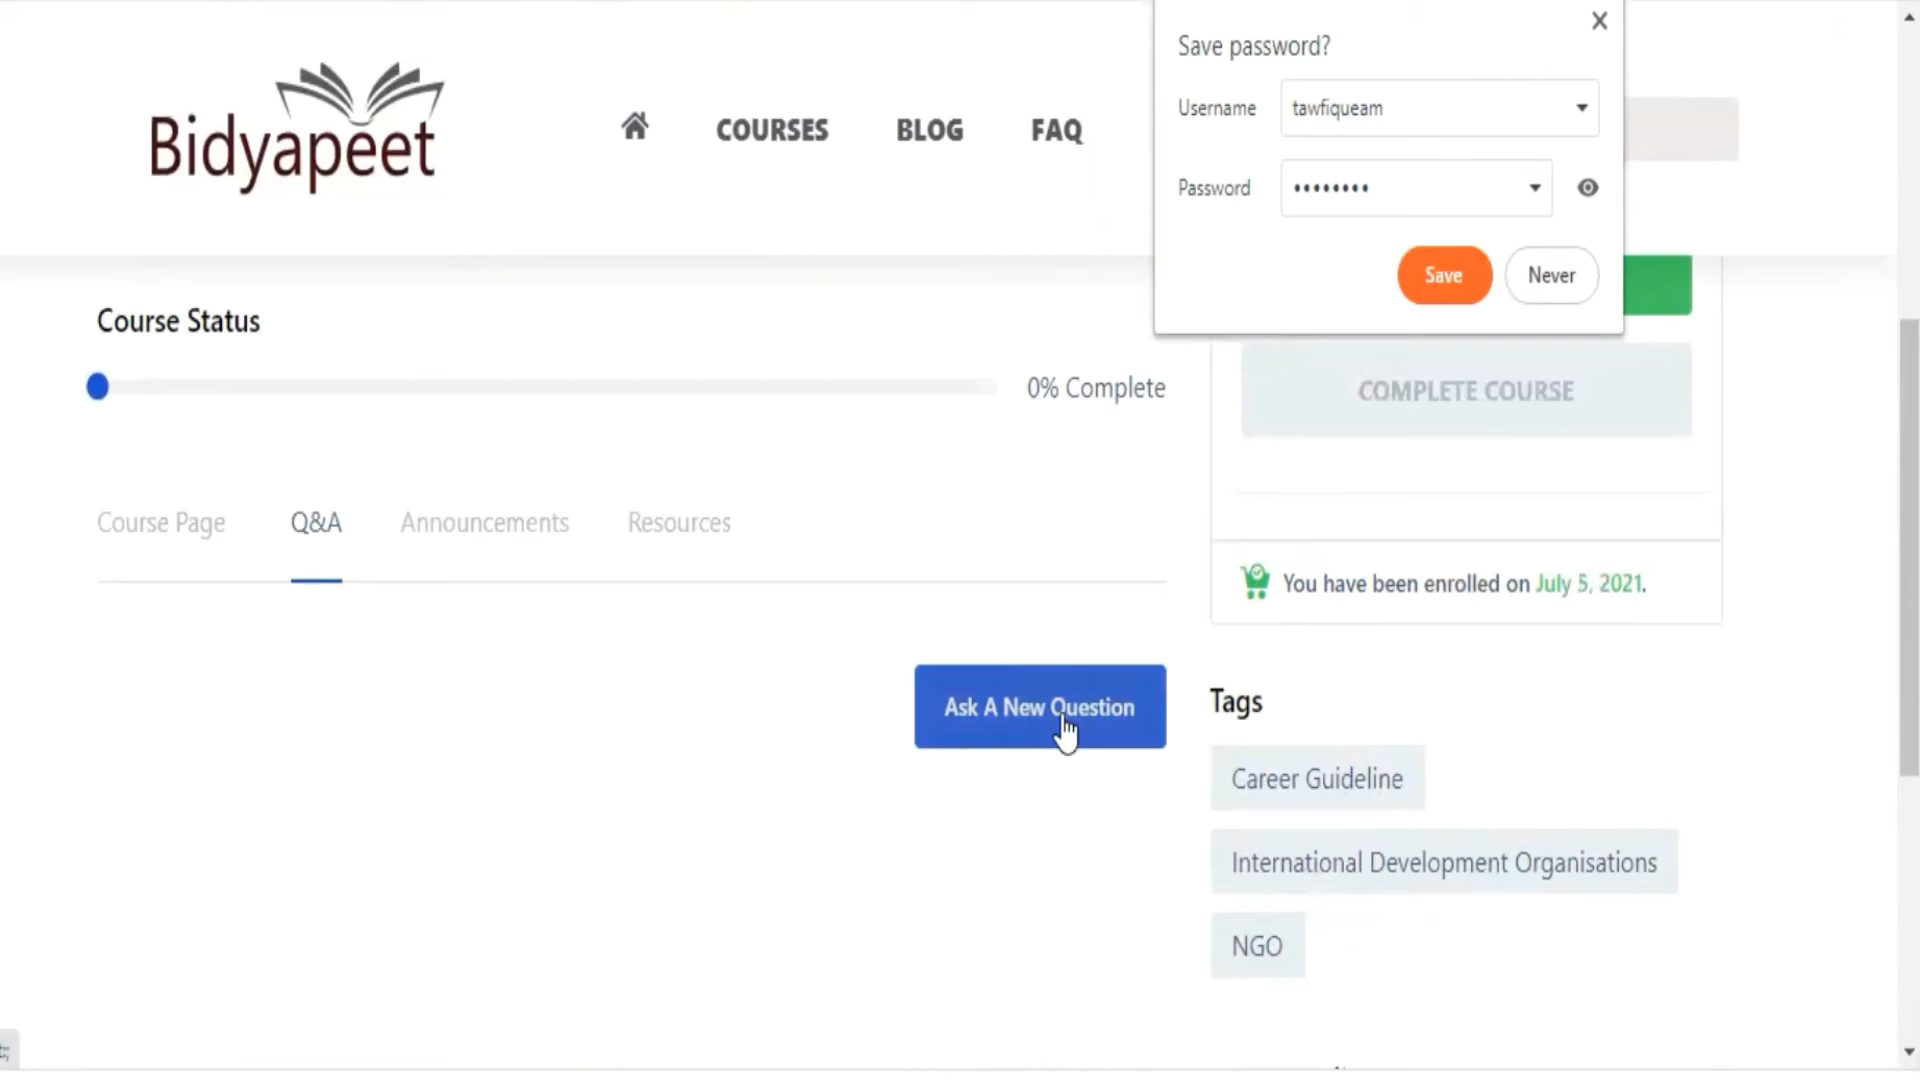 Bidyapeet
COURSES
BLOG
FAQ
Save password?
Username
tawfiqueam
Password
Save
Never
Course Status
0% Complete
COMPLETE COURSE
Course Page
Q&A
Announcements
Resources
You have been enrolled on July 5, 2021.
Ask A New Question
Tags
Career Guideline
International Development Organisations
NGO